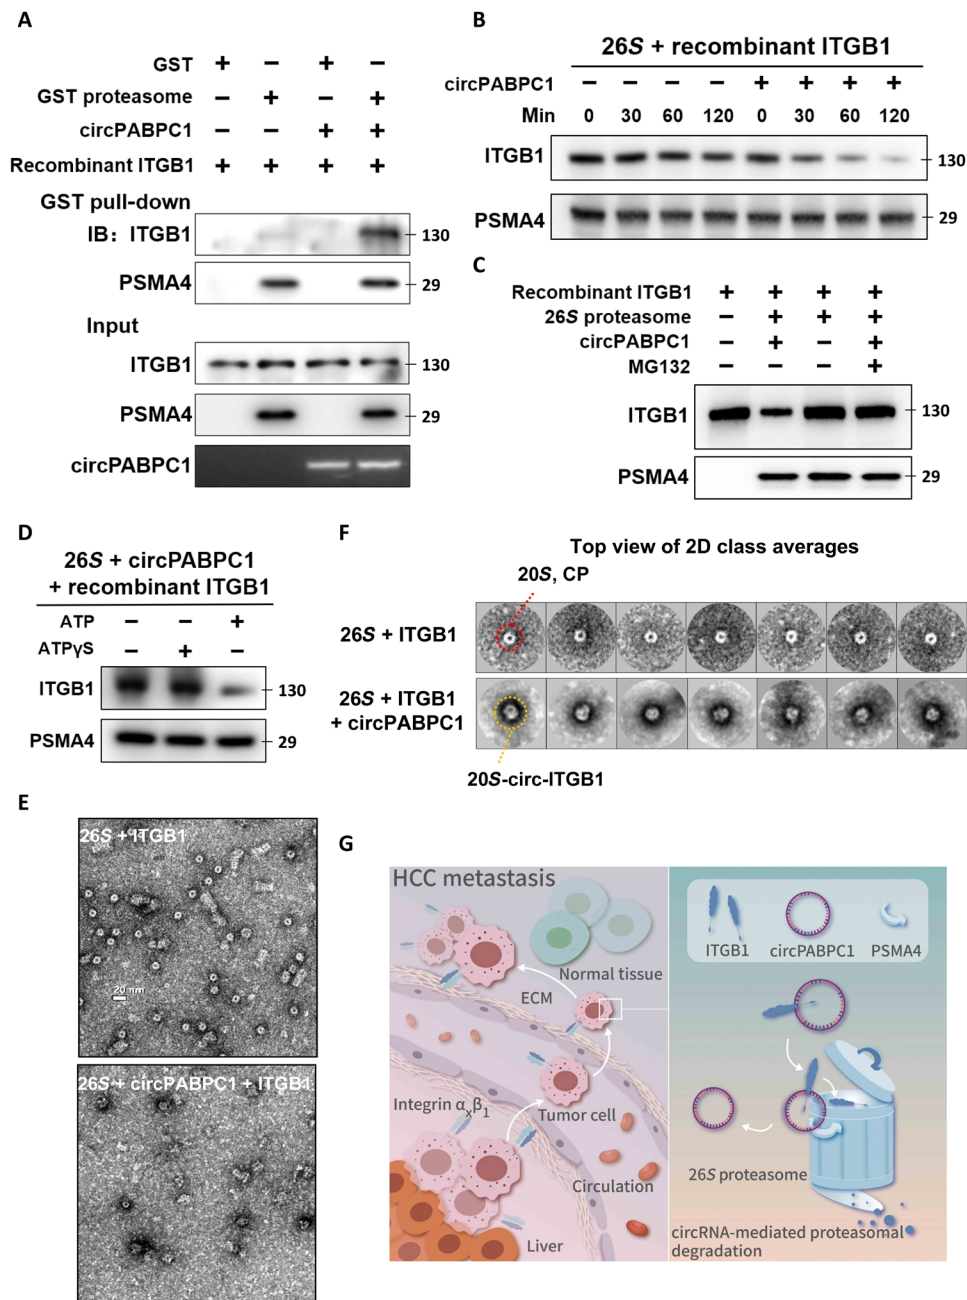 A
GST + − + −
GST proteasome − + − +
circPABPC1 − − + +
Recombinant ITGB1 + + + +
GST pull-down
IB: ITGB1 130
PSMA4 29
Input
ITGB1 130
PSMA4 29
circPABPC1
B
26S + recombinant ITGB1
circPABPC1 − − − − + + + +
Min 0 30 60 120 0 30 60 120
ITGB1 130
PSMA4 29
C
Recombinant ITGB1 + + + +
26S proteasome − + + +
circPABPC1 − + − +
MG132 − − − +
ITGB1 130
PSMA4 29
D
26S + circPABPC1
+ recombinant ITGB1
ATP − − +
ATPγS − + −
ITGB1 130
PSMA4 29
E
26S + ITGB1
20 nm
26S + circPABPC1 + ITGB1
F
Top view of 2D class averages
20S, CP
26S + ITGB1
26S + ITGB1
+ circPABPC1
20S-circ-ITGB1
G
HCC metastasis
Normal tissue
ECM
Integrin αxβ1
Tumor cell
Circulation
Liver
ITGB1 circPABPC1 PSMA4
26S proteasome
circRNA-mediated proteasomal
degradation